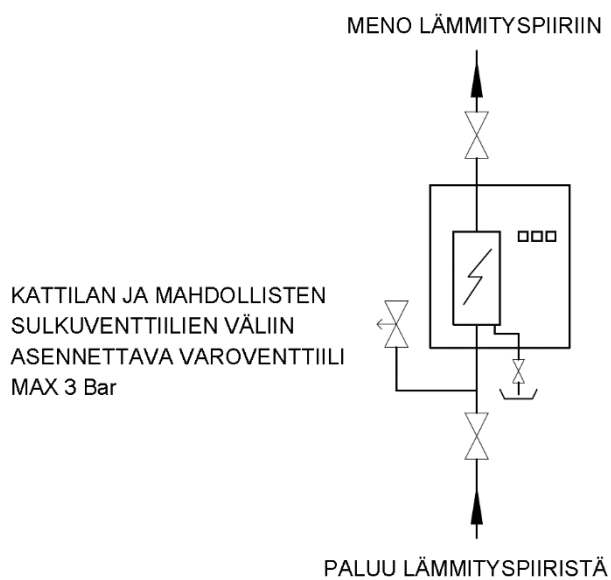 MENO LÄMMITYSPIIRIIN
KATTILAN JA MAHDOLLISTEN
SULKUVENTTIILIEN VÄLIIN
ASENNETTAVA VAROVENTTIILI
MAX 3 Bar
PALUU LÄMMITYSPIIRISTÄ